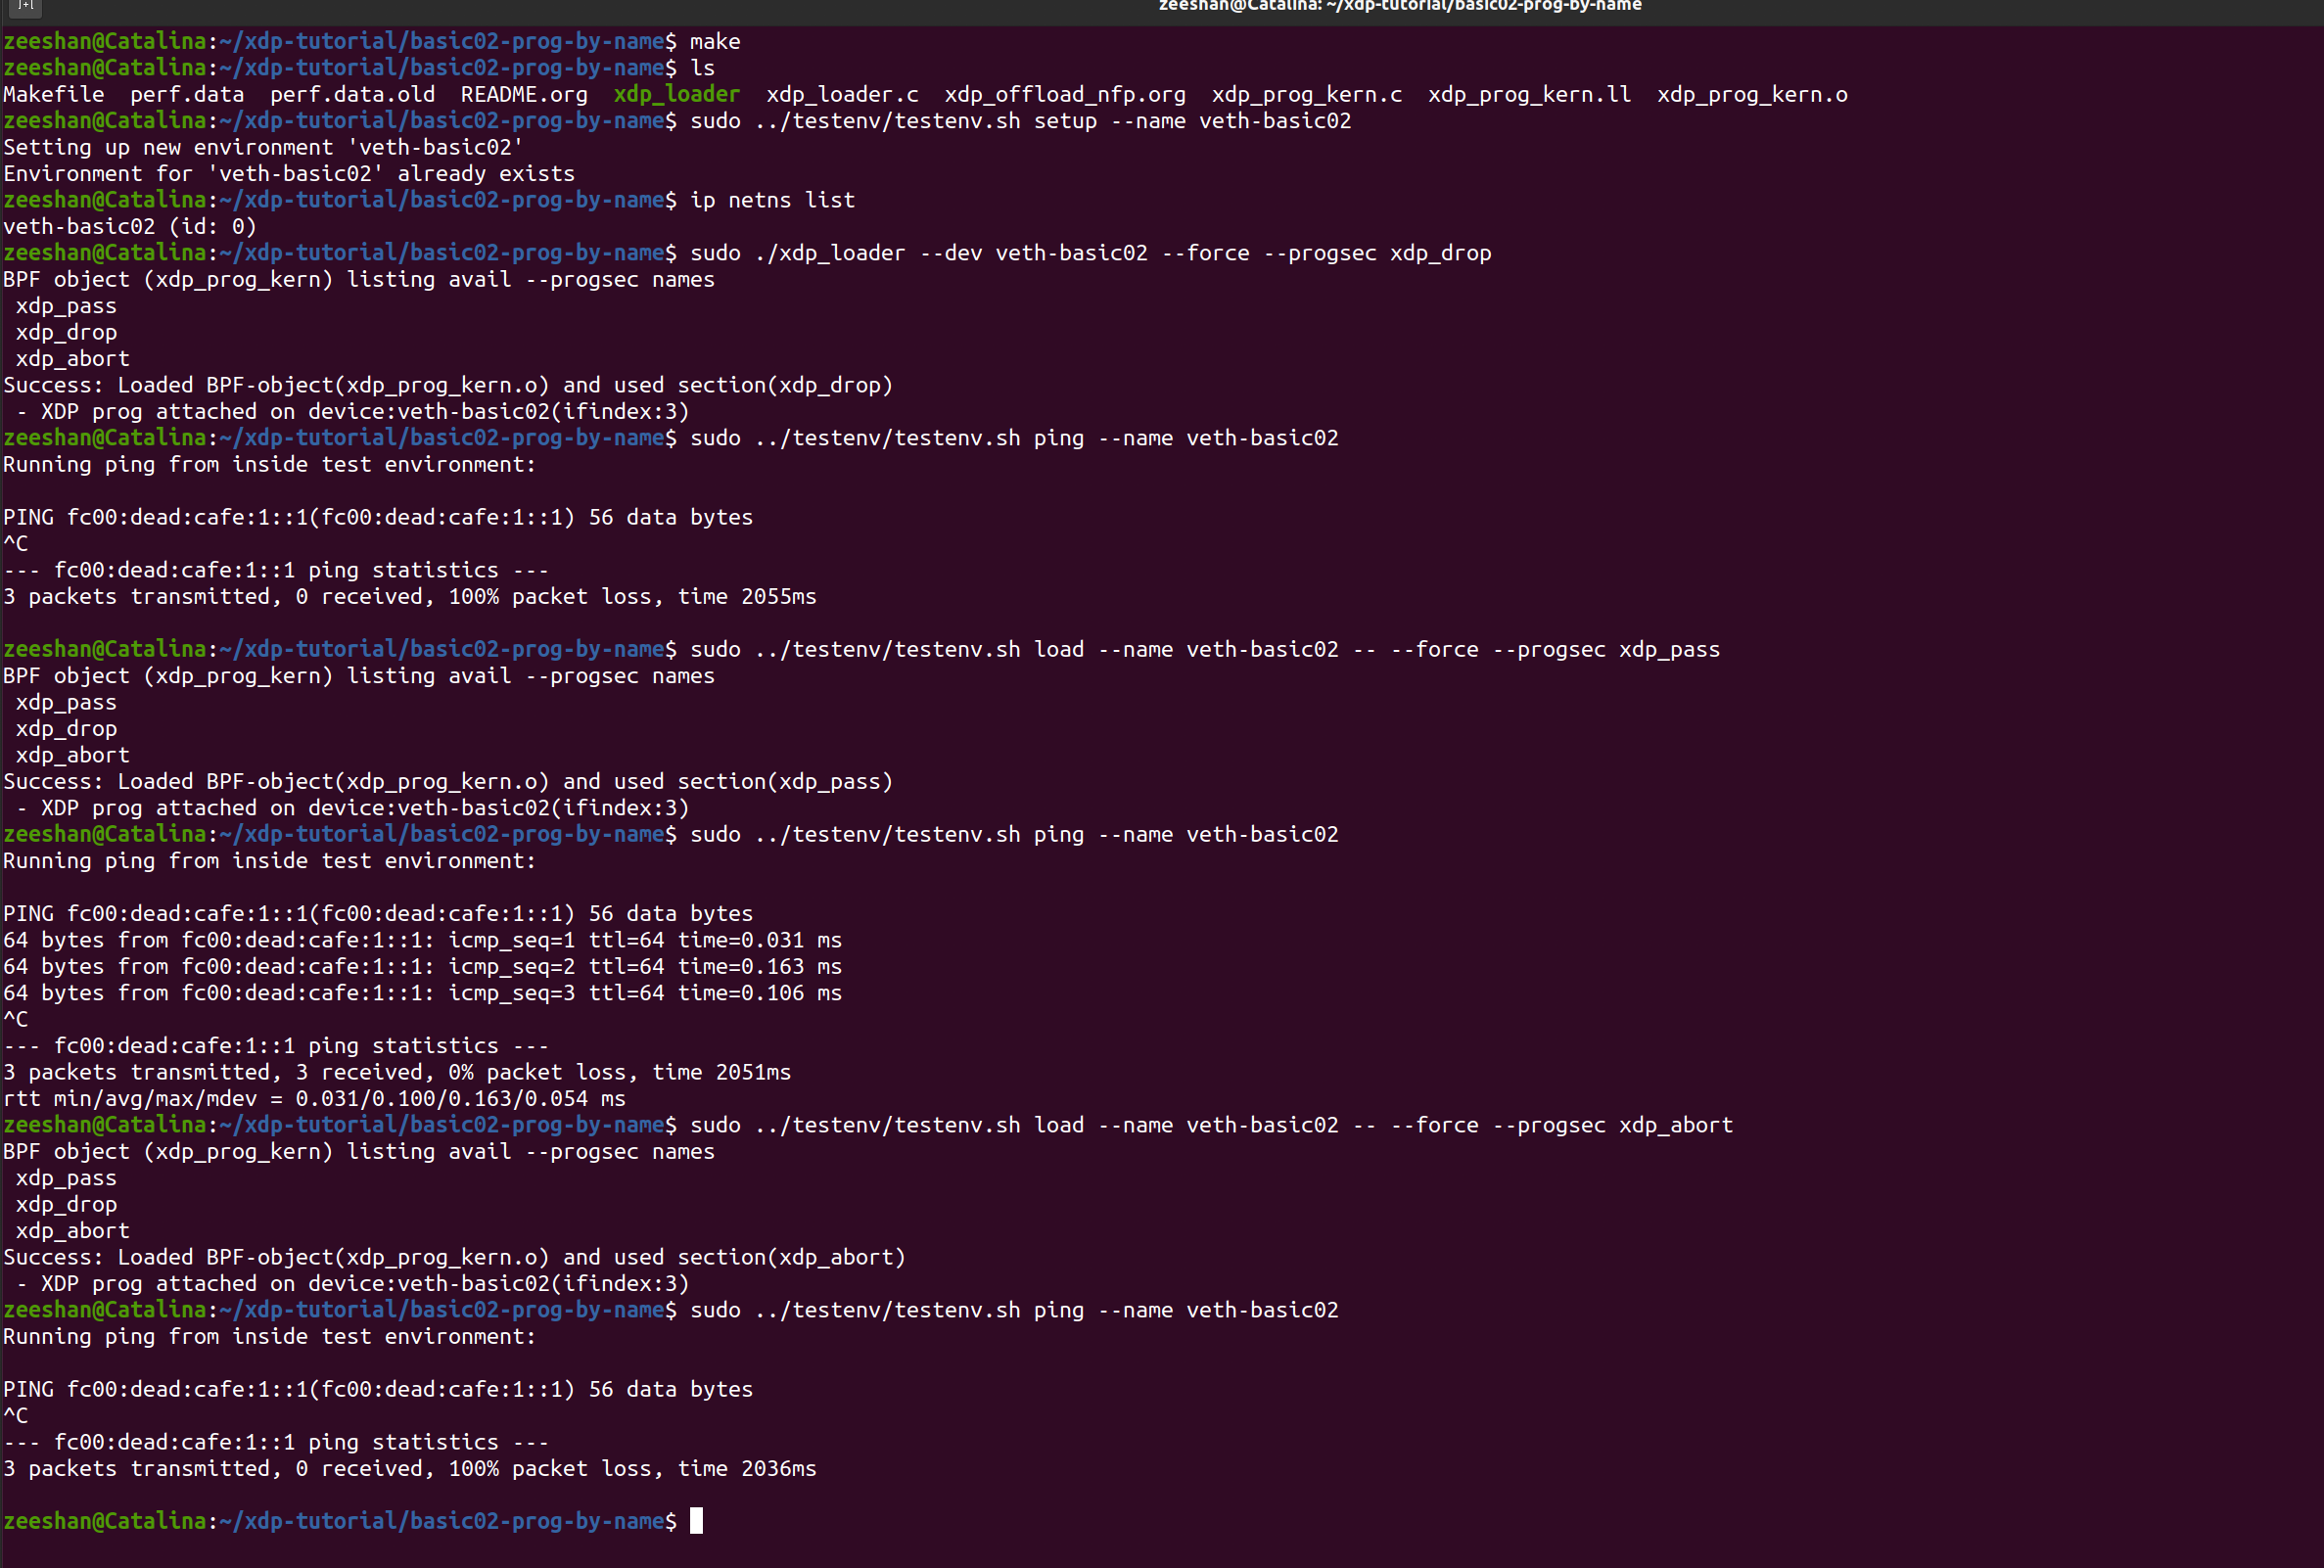 zeeshan@Catalina: ~/xdp-tutorial/basic02-prog-by-name
zeeshan@Catalina:~/xdp-tutorial/basic02-prog-by-name$ make
zeeshan@Catalina:~/xdp-tutorial/basic02-prog-by-name$ ls
Makefile  perf.data  perf.data.old  README.org  xdp_loader  xdp_loader.c  xdp_offload_nfp.org  xdp_prog_kern.c  xdp_prog_kern.ll  xdp_prog_kern.o
zeeshan@Catalina:~/xdp-tutorial/basic02-prog-by-name$ sudo ../testenv/testenv.sh setup --name veth-basic02
Setting up new environment 'veth-basic02'
Environment for 'veth-basic02' already exists
zeeshan@Catalina:~/xdp-tutorial/basic02-prog-by-name$ ip netns list
veth-basic02 (id: 0)
zeeshan@Catalina:~/xdp-tutorial/basic02-prog-by-name$ sudo ./xdp_loader --dev veth-basic02 --force --progsec xdp_drop
BPF object (xdp_prog_kern) listing avail --progsec names
 xdp_pass
 xdp_drop
 xdp_abort
Success: Loaded BPF-object(xdp_prog_kern.o) and used section(xdp_drop)
 - XDP prog attached on device:veth-basic02(ifindex:3)
zeeshan@Catalina:~/xdp-tutorial/basic02-prog-by-name$ sudo ../testenv/testenv.sh ping --name veth-basic02
Running ping from inside test environment:

PING fc00:dead:cafe:1::1(fc00:dead:cafe:1::1) 56 data bytes
^C
--- fc00:dead:cafe:1::1 ping statistics ---
3 packets transmitted, 0 received, 100% packet loss, time 2055ms

zeeshan@Catalina:~/xdp-tutorial/basic02-prog-by-name$ sudo ../testenv/testenv.sh load --name veth-basic02 -- --force --progsec xdp_pass
BPF object (xdp_prog_kern) listing avail --progsec names
 xdp_pass
 xdp_drop
 xdp_abort
Success: Loaded BPF-object(xdp_prog_kern.o) and used section(xdp_pass)
 - XDP prog attached on device:veth-basic02(ifindex:3)
zeeshan@Catalina:~/xdp-tutorial/basic02-prog-by-name$ sudo ../testenv/testenv.sh ping --name veth-basic02
Running ping from inside test environment:

PING fc00:dead:cafe:1::1(fc00:dead:cafe:1::1) 56 data bytes
64 bytes from fc00:dead:cafe:1::1: icmp_seq=1 ttl=64 time=0.031 ms
64 bytes from fc00:dead:cafe:1::1: icmp_seq=2 ttl=64 time=0.163 ms
64 bytes from fc00:dead:cafe:1::1: icmp_seq=3 ttl=64 time=0.106 ms
^C
--- fc00:dead:cafe:1::1 ping statistics ---
3 packets transmitted, 3 received, 0% packet loss, time 2051ms
rtt min/avg/max/mdev = 0.031/0.100/0.163/0.054 ms
zeeshan@Catalina:~/xdp-tutorial/basic02-prog-by-name$ sudo ../testenv/testenv.sh load --name veth-basic02 -- --force --progsec xdp_abort
BPF object (xdp_prog_kern) listing avail --progsec names
 xdp_pass
 xdp_drop
 xdp_abort
Success: Loaded BPF-object(xdp_prog_kern.o) and used section(xdp_abort)
 - XDP prog attached on device:veth-basic02(ifindex:3)
zeeshan@Catalina:~/xdp-tutorial/basic02-prog-by-name$ sudo ../testenv/testenv.sh ping --name veth-basic02
Running ping from inside test environment:

PING fc00:dead:cafe:1::1(fc00:dead:cafe:1::1) 56 data bytes
^C
--- fc00:dead:cafe:1::1 ping statistics ---
3 packets transmitted, 0 received, 100% packet loss, time 2036ms

zeeshan@Catalina:~/xdp-tutorial/basic02-prog-by-name$